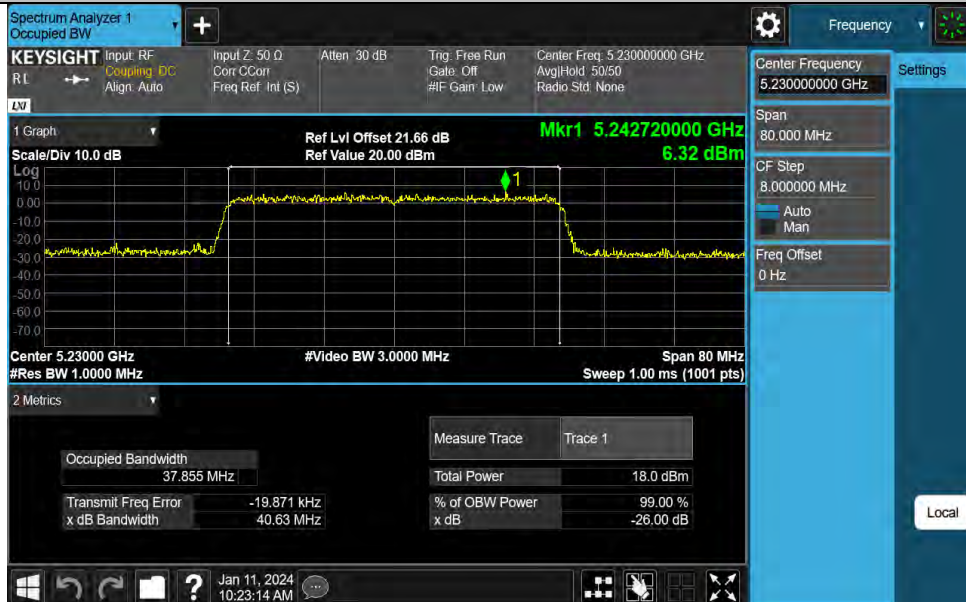 Spectrum Analyzer 1
Occupied BW
+
Frequency
KEYSIGHT
Input: RF
Coupling: DC
Align: Auto
Input Z: 50 Ω
Corr CCorr
Freq Ref: Int (S)
Atten: 30 dB
Trig: Free Run
Gate: Off
#IF Gain: Low
Center Freq: 5.230000000 GHz
Avg|Hold: 50/50
Radio Std: None
LXI
Center Frequency
5.230000000 GHz
Settings
Span
80.000 MHz
CF Step
8.000000 MHz
Auto
Man
Freq Offset
0 Hz
1 Graph
Scale/Div 10.0 dB
Ref Lvl Offset 21.66 dB
Ref Value 20.00 dBm
Mkr1 5.242720000 GHz
6.32 dBm
Log
10.0
0.00
-10.0
-20.0
-30.0
-40.0
-50.0
-60.0
-70.0
1
Center 5.23000 GHz
#Res BW 1.0000 MHz
#Video BW 3.0000 MHz
Span 80 MHz
Sweep 1.00 ms (1001 pts)
2 Metrics
Measure Trace Trace 1
Occupied Bandwidth
37.855 MHz
Total Power 18.0 dBm
Transmit Freq Error -19.871 kHz
% of OBW Power 99.00 %
x dB Bandwidth 40.63 MHz
x dB -26.00 dB
Local
?
Jan 11, 2024
10:23:14 AM